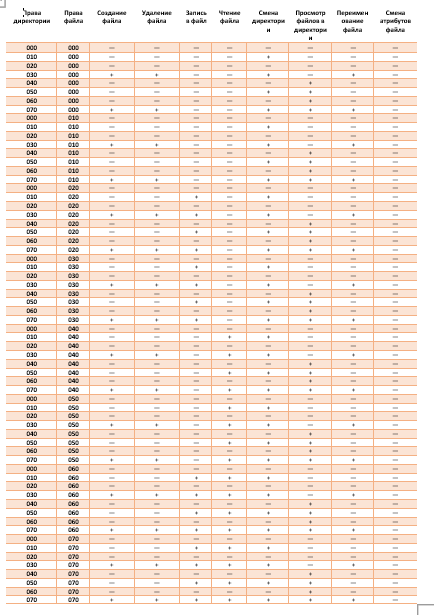 Права Права Создание Удаление Запись Чтение Смена Просмотр Переимен Смена
директории файла файла файла в файл файла директори файлов в ование атрибутов
и директори файла файла
и
000 000 — — — — — — — —
010 000 — — — — + — — —
020 000 — — — — — — — —
030 000 + + — — + — + —
040 000 — — — — — + — —
050 000 — — — — + + — —
060 000 — — — — — + — —
070 000 + + — — + + + —
000 010 — — — — — — — —
010 010 — — — — + — — —
020 010 — — — — — — — —
030 010 + + — — + — + —
040 010 — — — — — + — —
050 010 — — — — + + — —
060 010 — — — — — + — —
070 010 + + — — + + + —
000 020 — — — — — — — —
010 020 — — + — + — — —
020 020 — — — — — — — —
030 020 + + + — + — + —
040 020 — — — — — + — —
050 020 — — + — + + — —
060 020 — — — — — + — —
070 020 + + + — + + + —
000 030 — — — — — — — —
010 030 — — + — + — — —
020 030 — — — — — — — —
030 030 + + + — + — + —
040 030 — — — — — + — —
050 030 — — + — + + — —
060 030 — — — — — + — —
070 030 + + + — + + + —
000 040 — — — — — — — —
010 040 — — — + + — — —
020 040 — — — — — — — —
030 040 + + — + + — + —
040 040 — — — — — + — —
050 040 — — — + + + — —
060 040 — — — — — + — —
070 040 + + — + + + + —
000 050 — — — — — — — —
010 050 — — — + + — — —
020 050 — — — — — — — —
030 050 + + — + + — + —
040 050 — — — — — + — —
050 050 — — — + + + — —
060 050 — — — — — + — —
070 050 + + — + + + + —
000 060 — — — — — — — —
010 060 — — + + + — — —
020 060 — — — — — — — —
030 060 + + + + + — + —
040 060 — — — — — + — —
050 060 — — + + + + — —
060 060 — — — — — + — —
070 060 + + + + + + + —
000 070 — — — — — — — —
010 070 — — + + + — — —
020 070 — — — — — — — —
030 070 + + + + + — + —
040 070 — — — — — + — —
050 070 — — + + + + — —
060 070 — — — — — + — —
070 070 + + + + + + + —